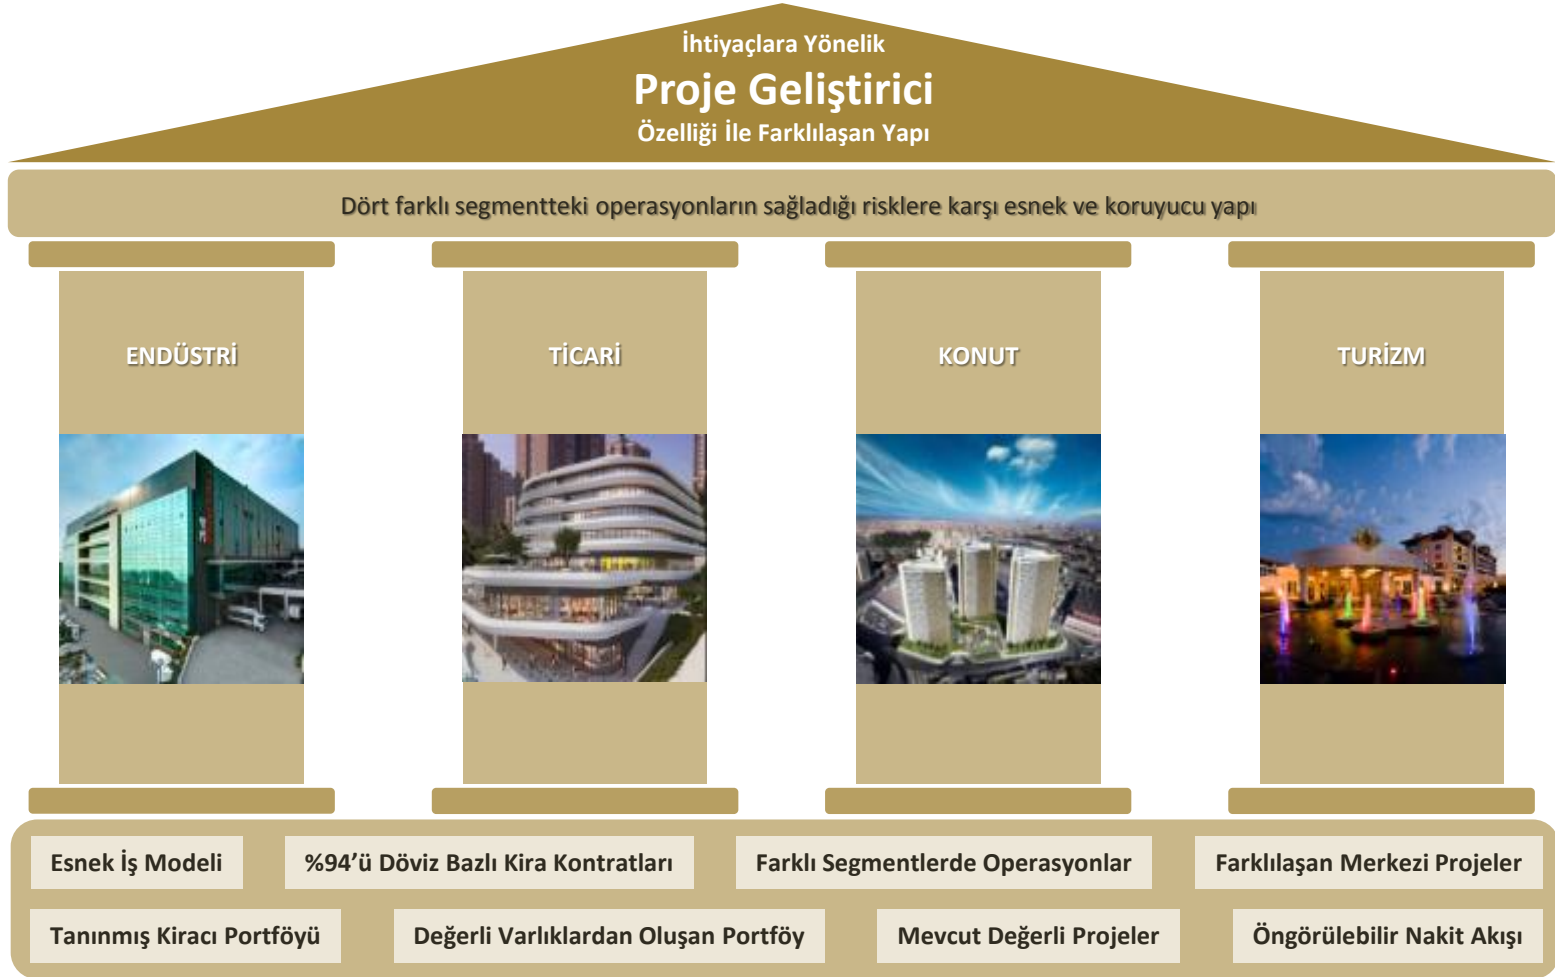 İhtiyaçlara Yönelik
Proje Geliştirici
Özelliği İle Farklılaşan Yapı
Dört farklı segmentteki operasyonların sağladığı risklere karşı esnek ve koruyucu yapı
ENDÜSTRİ
TİCARİ
KONUT
TURİZM
Esnek İş Modeli
%94’ü Döviz Bazlı Kira Kontratları
Farklı Segmentlerde Operasyonlar
Farklılaşan Merkezi Projeler
Tanınmış Kiracı Portföyü
Değerli Varlıklardan Oluşan Portföy
Mevcut Değerli Projeler
Öngörülebilir Nakit Akışı